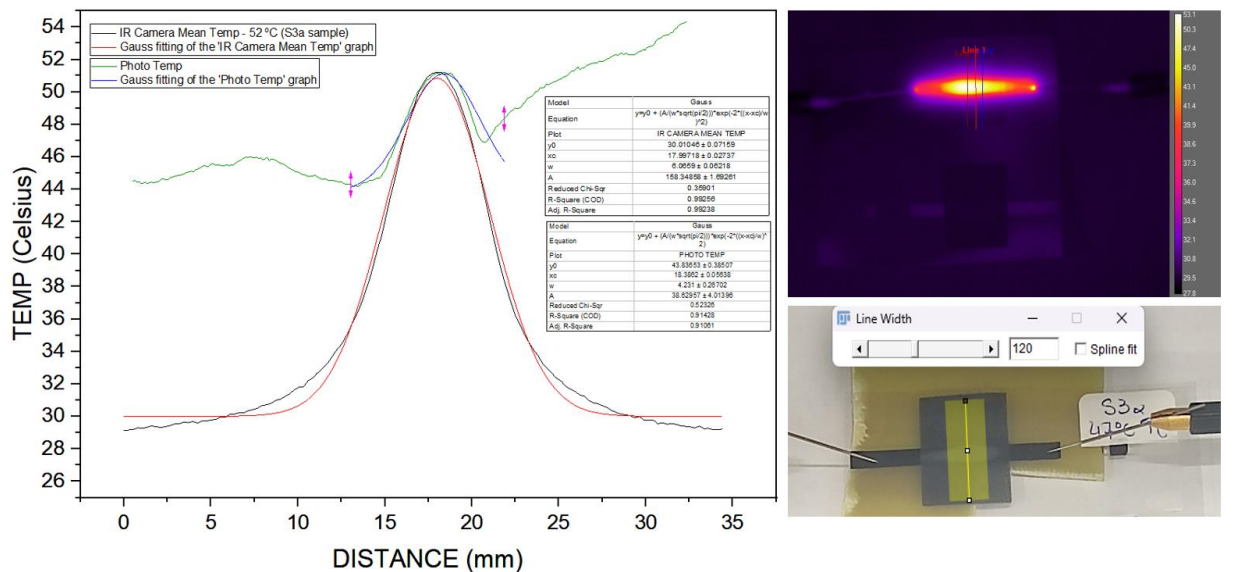 TEMP (Celsius)
54
52
50
48
46
44
42
40
38
36
34
32
30
28
26
IR Camera Mean Temp - 52 ºC (S3a sample)
Gauss fitting of the 'IR Camera Mean Temp' graph
Photo Temp
Gauss fitting of the 'Photo Temp' graph
Model Gauss
Equation y=y0 + (A/(w*sqrt(pi/2)))*exp(-2*((x-xc)/w
)^2)
Plot IR CAMERA MEAN TEMP
y0 30.01046 ± 0.07159
xc 17.99718 ± 0.02737
w 6.0659 ± 0.06218
A 158.34858 ± 1.69261
Reduced Chi-Sqr 0.35901
R-Square (COD) 0.99256
Adj. R-Square 0.99238
Model Gauss
Equation y=y0 + (A/(w*sqrt(pi/2)))*exp(-2*((x-xc)/w)^
2)
Plot PHOTO TEMP
y0 43.83653 ± 0.38507
xc 18.3862 ± 0.05638
w 4.231 ± 0.26702
A 38.62957 ± 4.01396
Reduced Chi-Sqr 0.52326
R-Square (COD) 0.91428
Adj. R-Square 0.91061
0 5 10 15 20 25 30 35
DISTANCE (mm)
Line 1
53.1
47.4
45.0
43.0
41.4
40.1
38.8
37.6
36.4
35.1
34.2
33.1
32.1
30.8
29.5
27.8
Line Width
120
Spline fit
S3a
47ºC